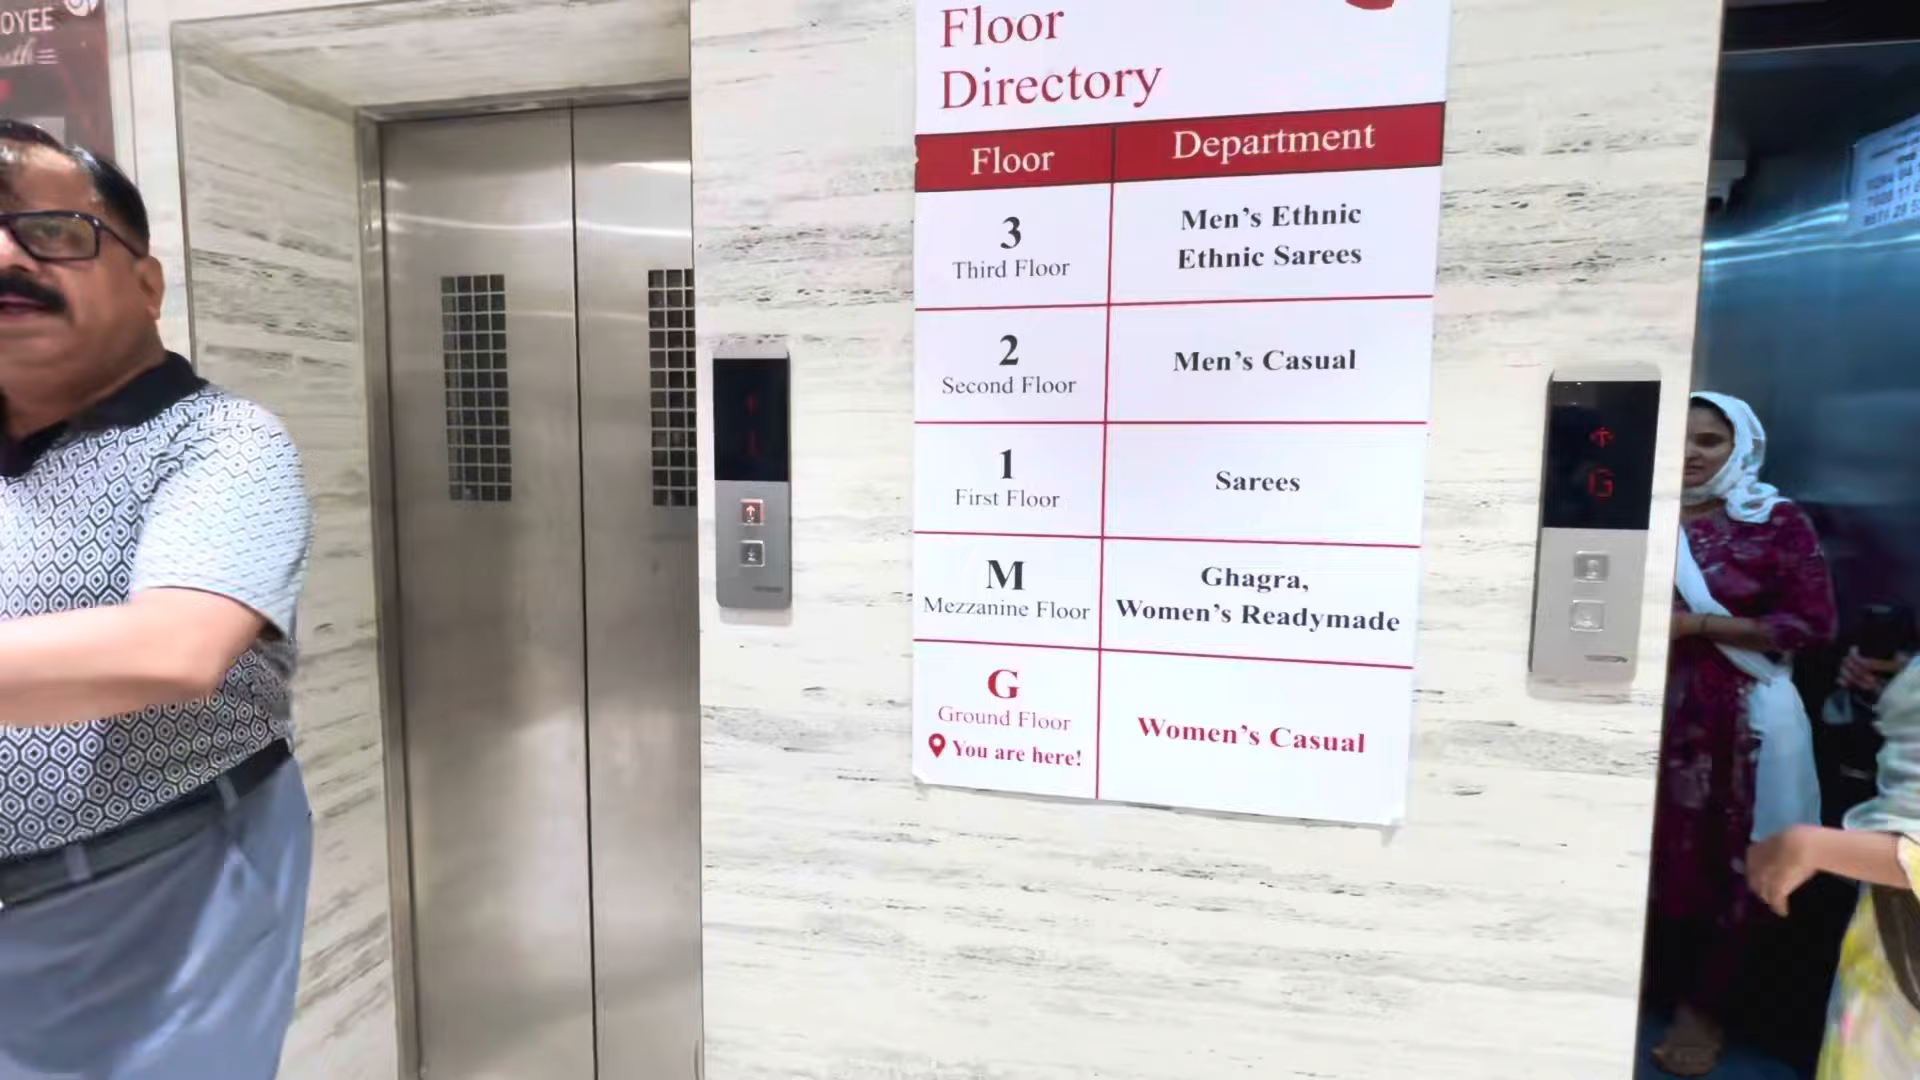 OYEE
Floor
Directory
Floor
Department
3
Third Floor
Men's Ethnic
Ethnic Sarees
2
Second Floor
Men's Casual
1
First Floor
Sarees
M
Mezzanine Floor
Ghagra,
Women's Readymade
G
Ground Floor
You are here!
Women's Casual
G